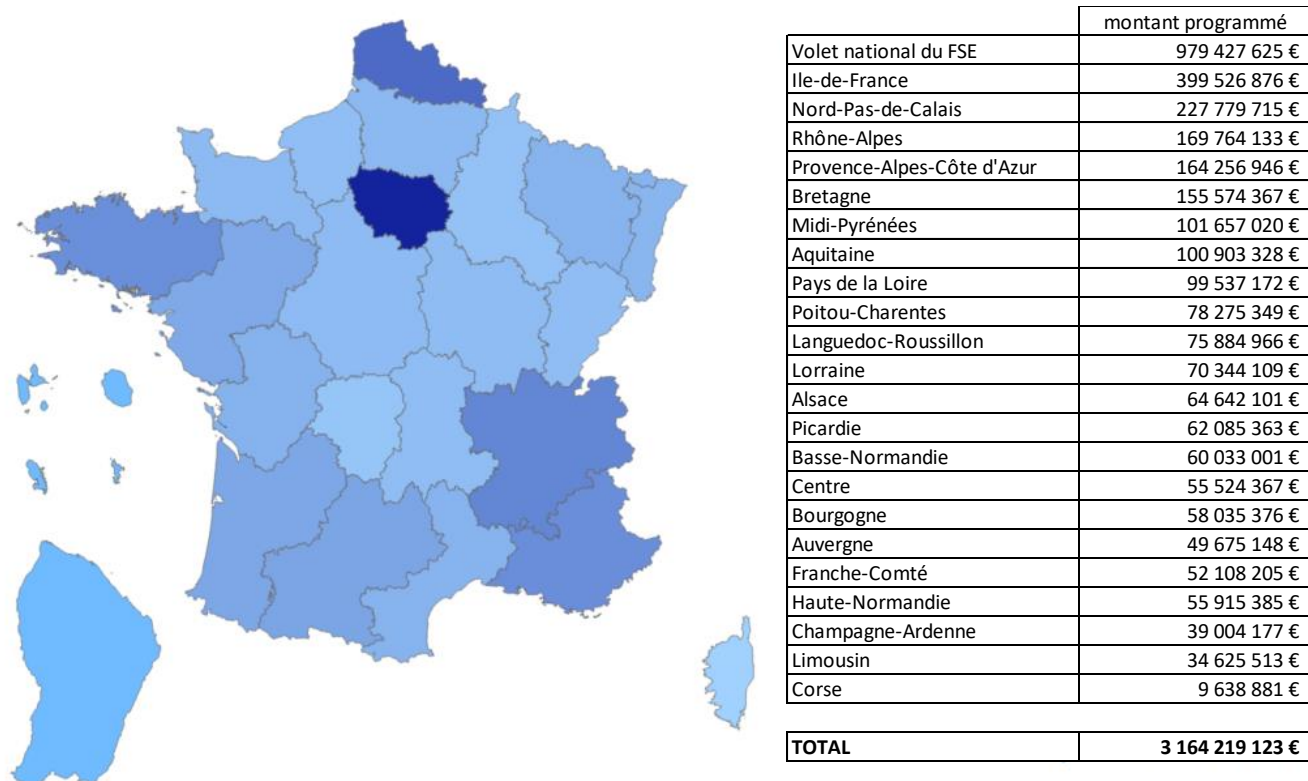 montant programmé
Volet national du FSE 979 427 625 €
Ile-de-France 399 526 876 €
Nord-Pas-de-Calais 227 779 715 €
Rhône-Alpes 169 764 133 €
Provence-Alpes-Côte d'Azur 164 256 946 €
Bretagne 155 574 367 €
Midi-Pyrénées 101 657 020 €
Aquitaine 100 903 328 €
Pays de la Loire 99 537 172 €
Poitou-Charentes 78 275 349 €
Languedoc-Roussillon 75 884 966 €
Lorraine 70 344 109 €
Alsace 64 642 101 €
Picardie 62 085 363 €
Basse-Normandie 60 033 001 €
Centre 55 524 367 €
Bourgogne 58 035 376 €
Auvergne 49 675 148 €
Franche-Comté 52 108 205 €
Haute-Normandie 55 915 385 €
Champagne-Ardenne 39 004 177 €
Limousin 34 625 513 €
Corse 9 638 881 €
TOTAL 3 164 219 123 €